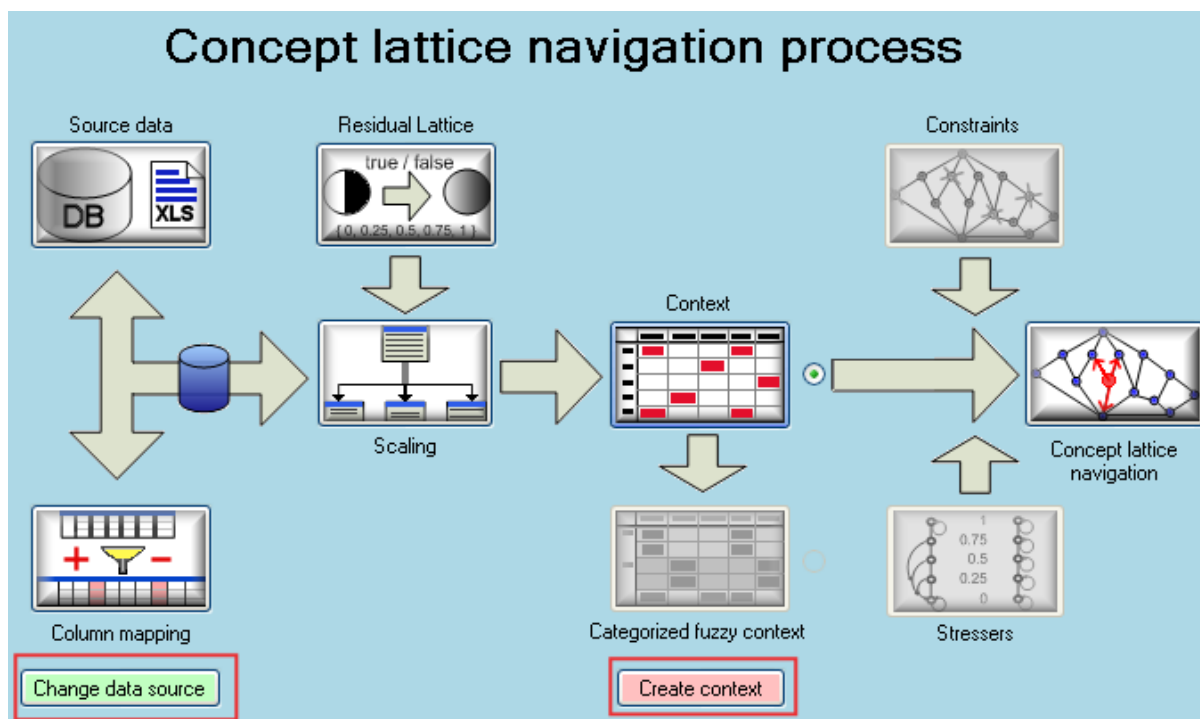 Concept lattice navigation process
Source data
Residual Lattice
Constraints
DB
XLS
true / false
{ 0, 0.25, 0.5, 0.75, 1 }
Context
Scaling
Concept lattice
navigation
Column mapping
Categorized fuzzy context
1
0.75
0.5
0.25
0
Stressers
Change data source
Create context